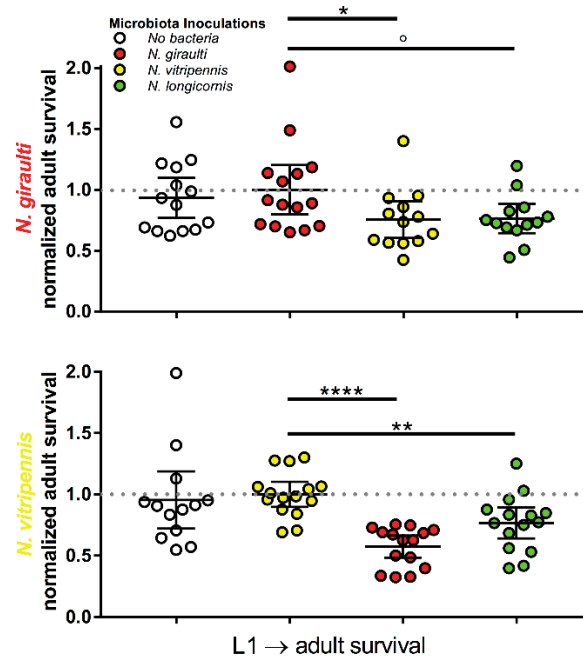 Microbiota Inoculations
No bacteria
N. giraulti
N. vitripennis
N. longicornis
*
°
2.0
1.5
1.0
0.5
0.0
N. giraulti
normalized adult survival
****
**
2.0
1.5
1.0
0.5
0.0
N. vitripennis
normalized adult survival
L1 → adult survival